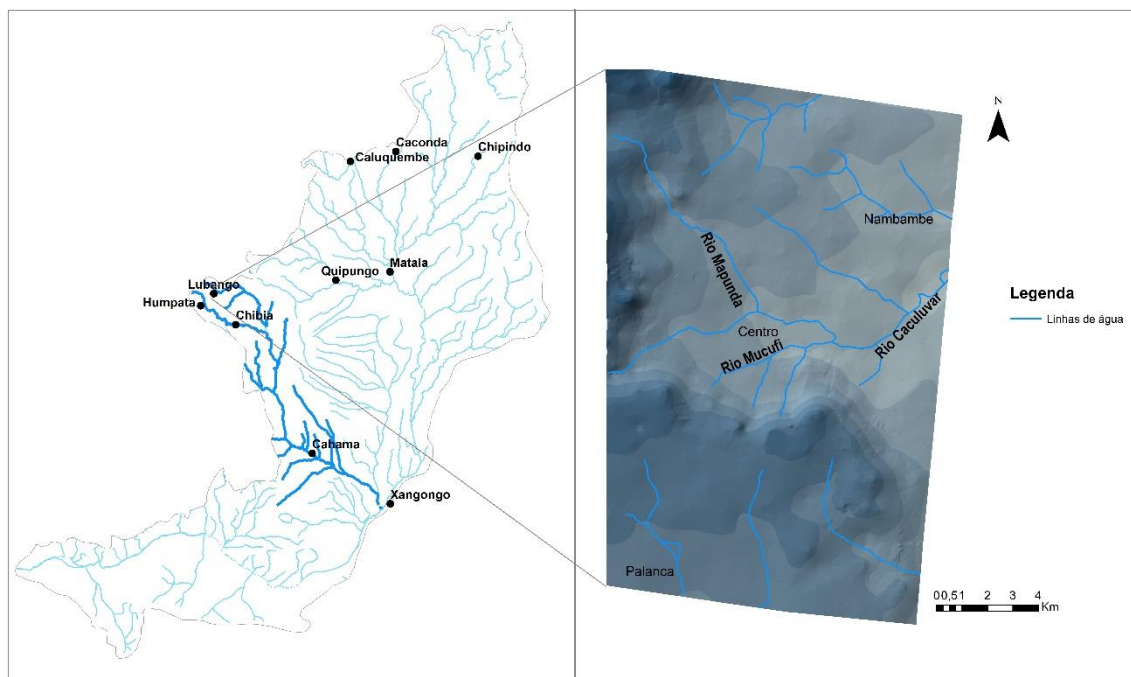 Caconda
Caluquembe
Chipindo
Matala
Quipungo
Lubango
Humpata
Chibia
Cahama
Xangongo
N
Nambambe
Rio Mapunda
Rio Caculuvar
Centro
Rio Mucufi
Palanca
Legenda
Linhas de água
0 0,5 1 2 3 4
Km